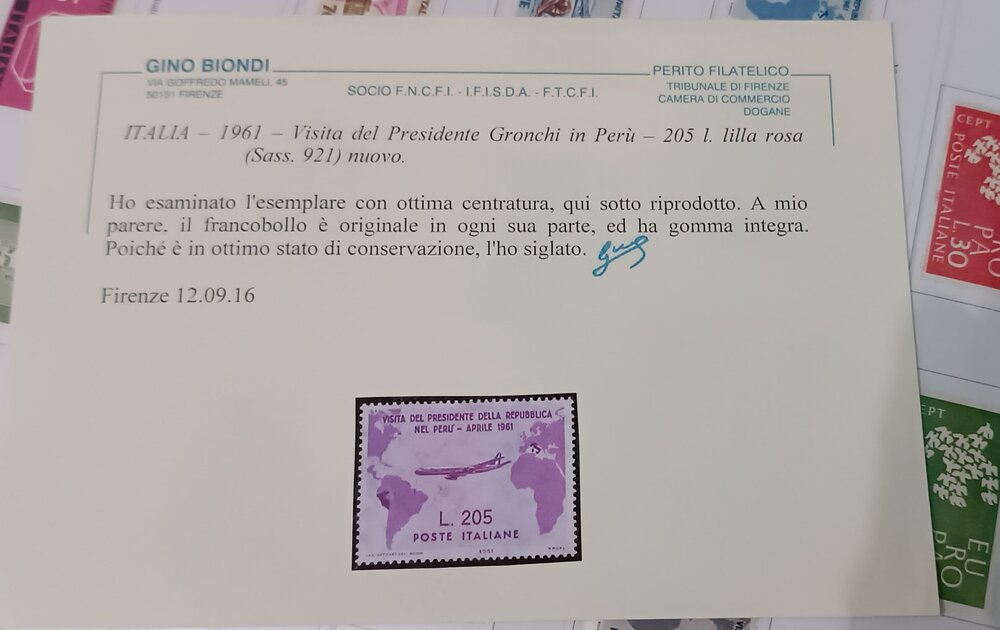 GINO BIONDI
VIA GOFFREDO MAMELI, 45
50131 FIRENZE
SOCIO F.N.C.F.I. - I.F.I.S.D.A. - F.T.C.F.I.
PERITO FILATELICO
TRIBUNALE DI FIRENZE
CAMERA DI COMMERCIO
DOGANE
ITALIA – 1961 – Visita del Presidente Gronchi in Perù – 205 l. lilla rosa
(Sass. 921) nuovo.
Ho esaminato l'esemplare con ottima centratura, qui sotto riprodotto. A mio
parere, il francobollo è originale in ogni sua parte, ed ha gomma integra.
Poiché è in ottimo stato di conservazione, l'ho siglato.
Firenze 12.09.16
VISITA DEL PRESIDENTE DELLA REPUBBLICA
NEL PERU' - APRILE 1961
L. 205
POSTE ITALIANE
1961
CEPT
POSTE ITALIANE
L.30
EPT
EU
PRO